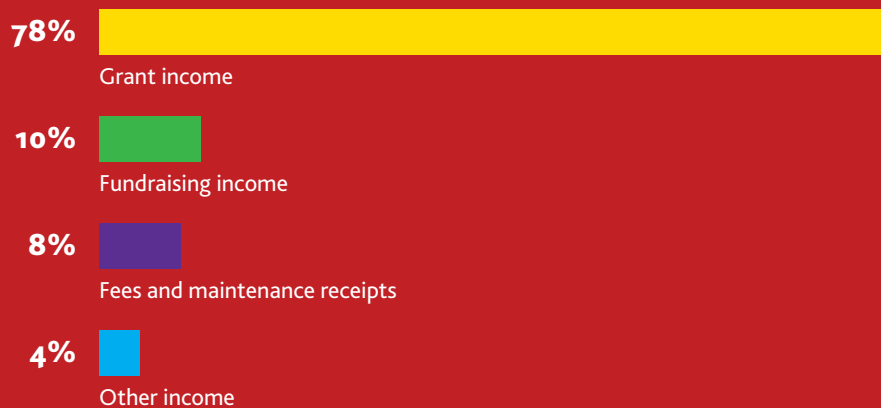 78%
Grant income
10%
Fundraising income
8%
Fees and maintenance receipts
4%
Other income